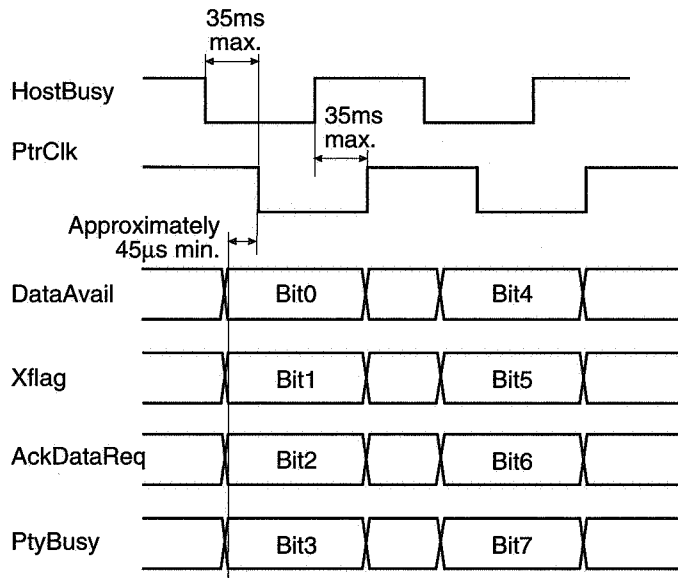 35ms
max.
HostBusy
35ms
max.
PtrClk
Approximately
45µs min.
DataAvail Bit0 Bit4
Xflag Bit1 Bit5
AckDataReq Bit2 Bit6
PtyBusy Bit3 Bit7